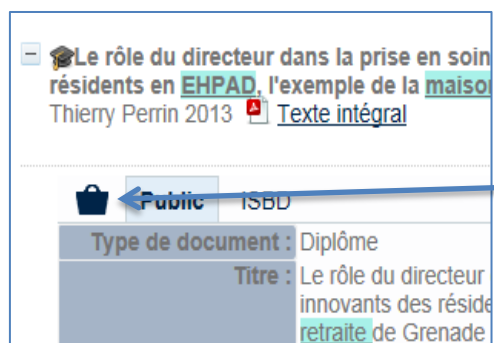 Le rôle du directeur dans la prise en soin
résidents en EHPAD, l'exemple de la maiso
Thierry Perrin 2013 Texte intégral
Public ISBD
Type de document : Diplôme
Titre : Le rôle du directeur
innovants des réside
retraite de Grenade